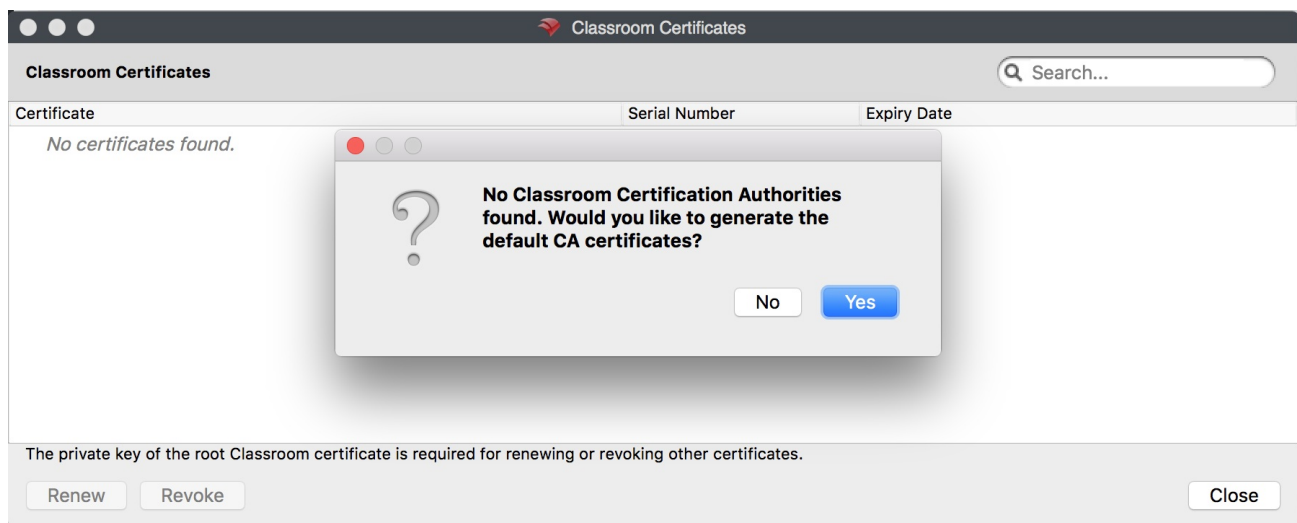 Classroom Certificates
Classroom Certificates
Search...
Certificate Serial Number Expiry Date
No certificates found.
No Classroom Certification Authorities
found. Would you like to generate the
default CA certificates?
No Yes
The private key of the root Classroom certificate is required for renewing or revoking other certificates.
Renew Revoke Close